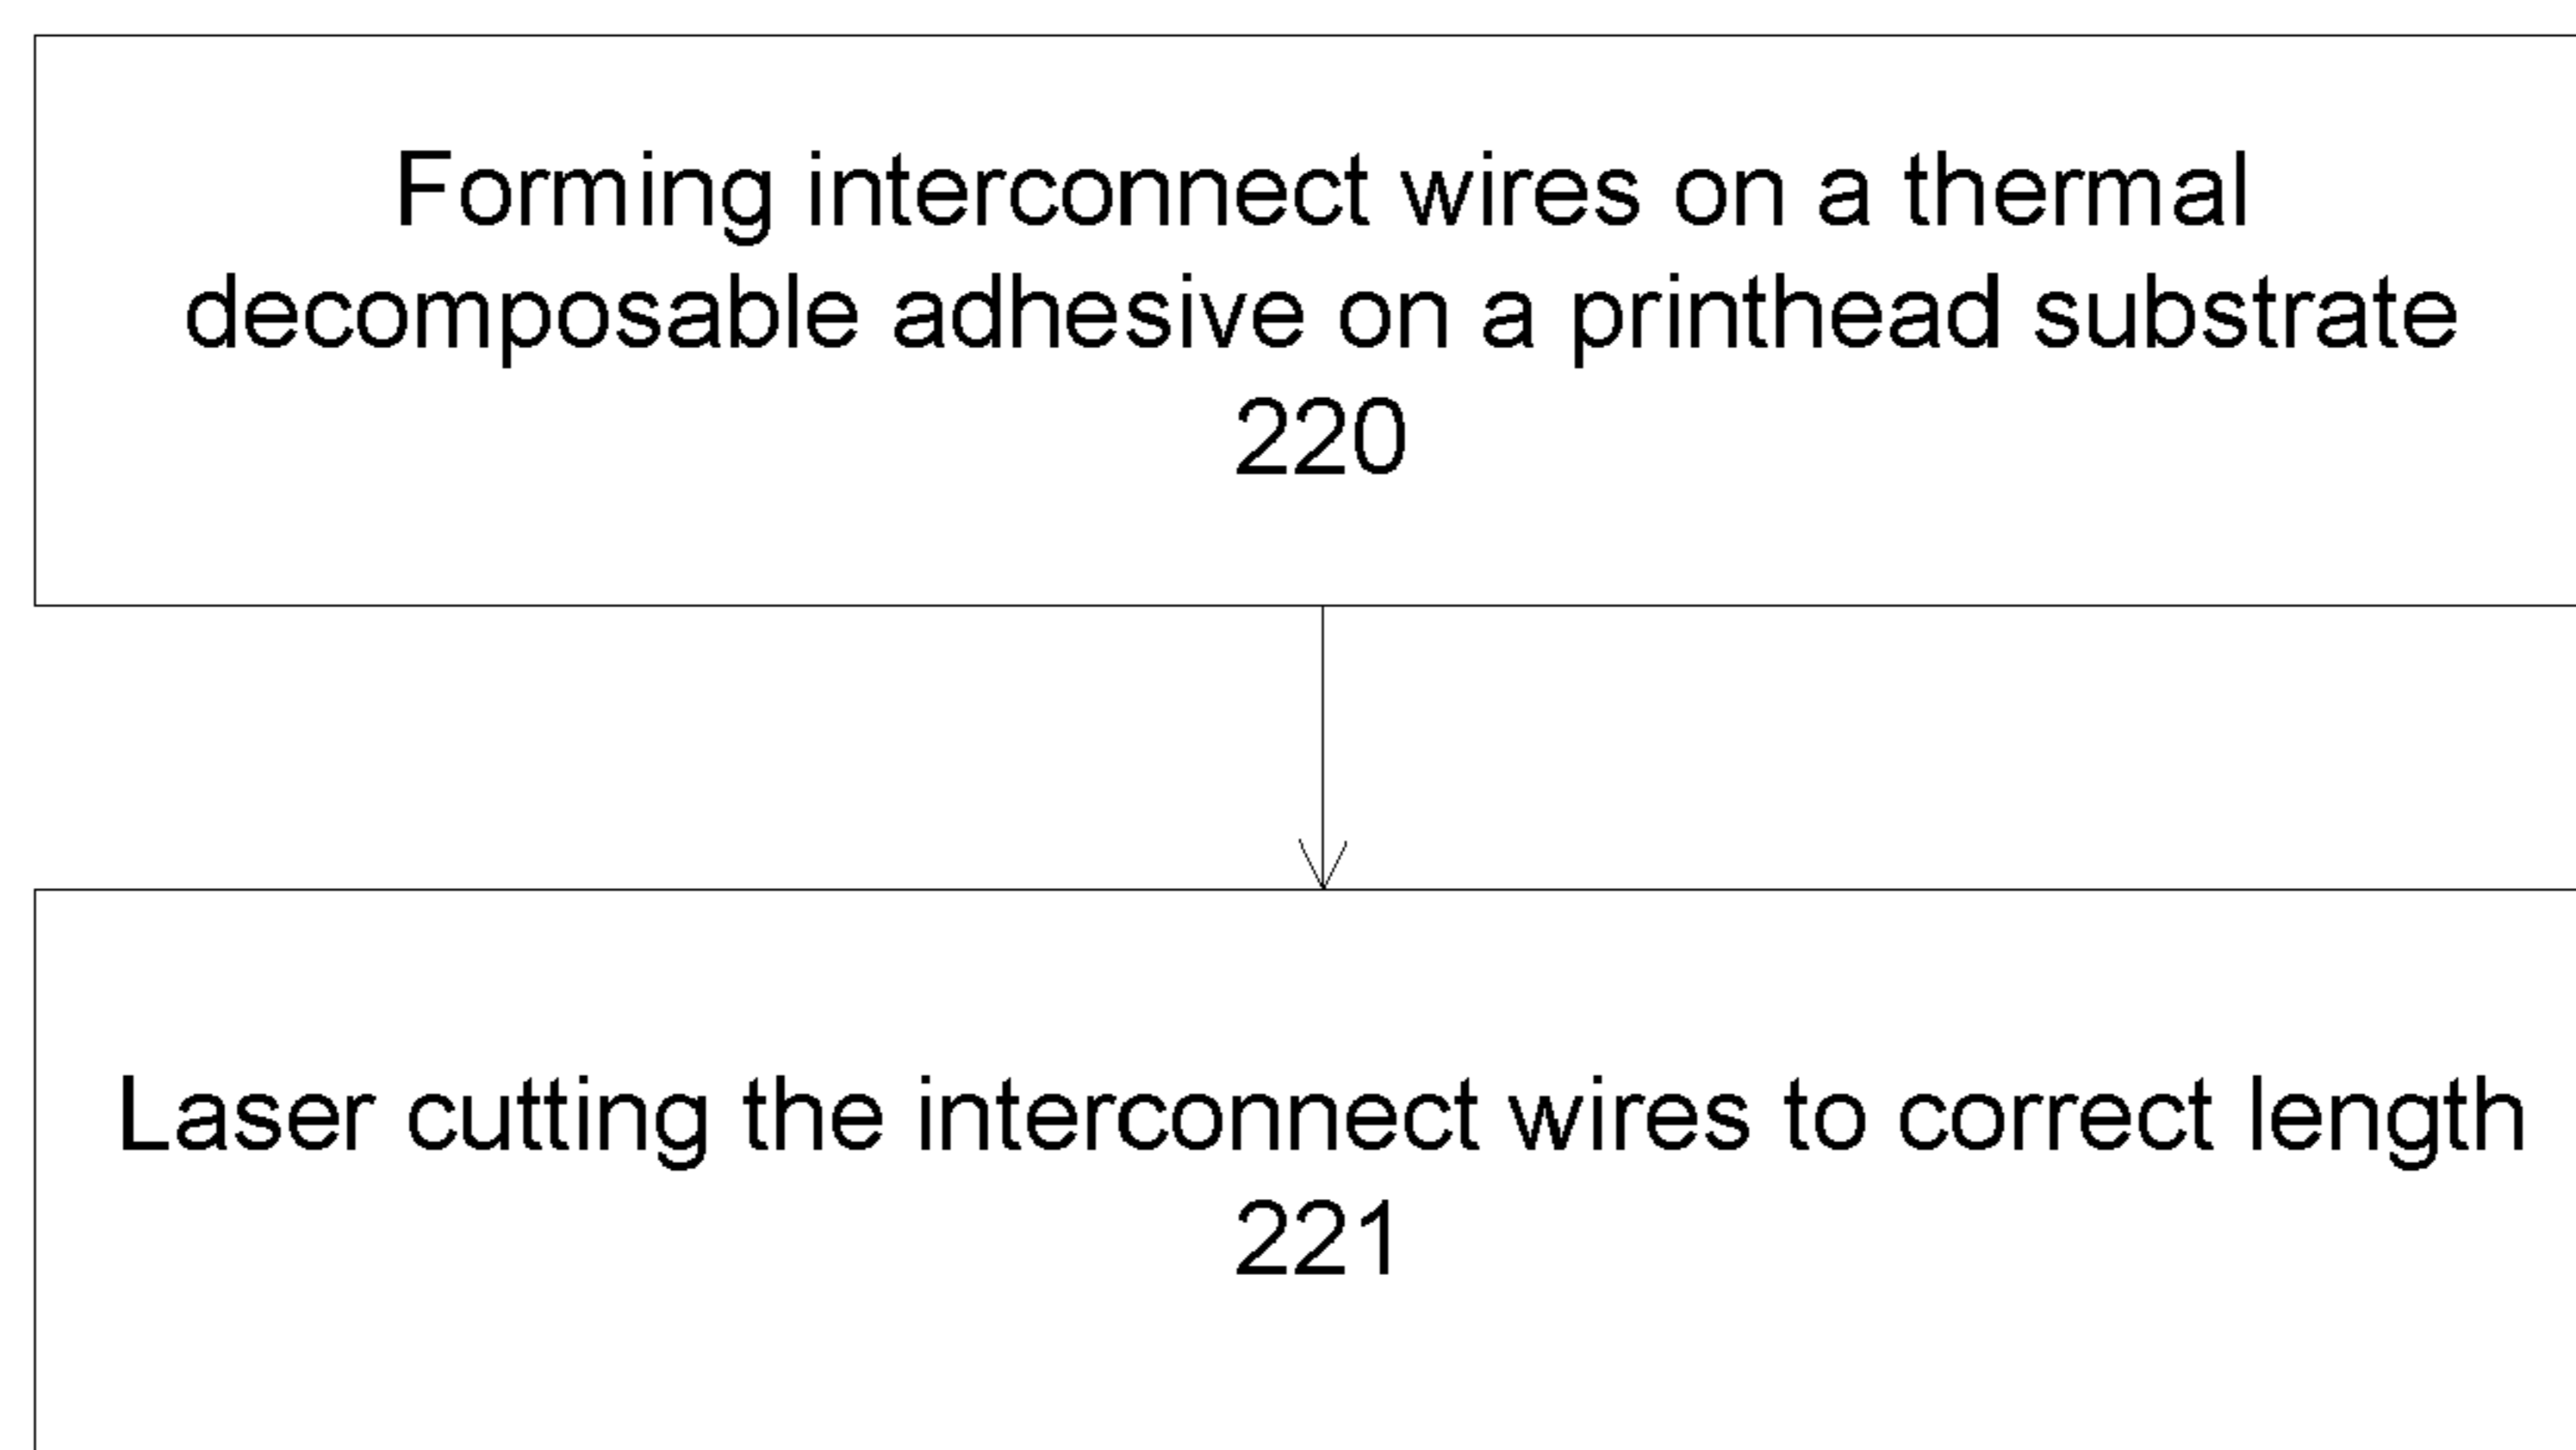 Forming interconnect wires on a thermal
decomposable adhesive on a printhead substrate
220
Laser cutting the interconnect wires to correct length
221